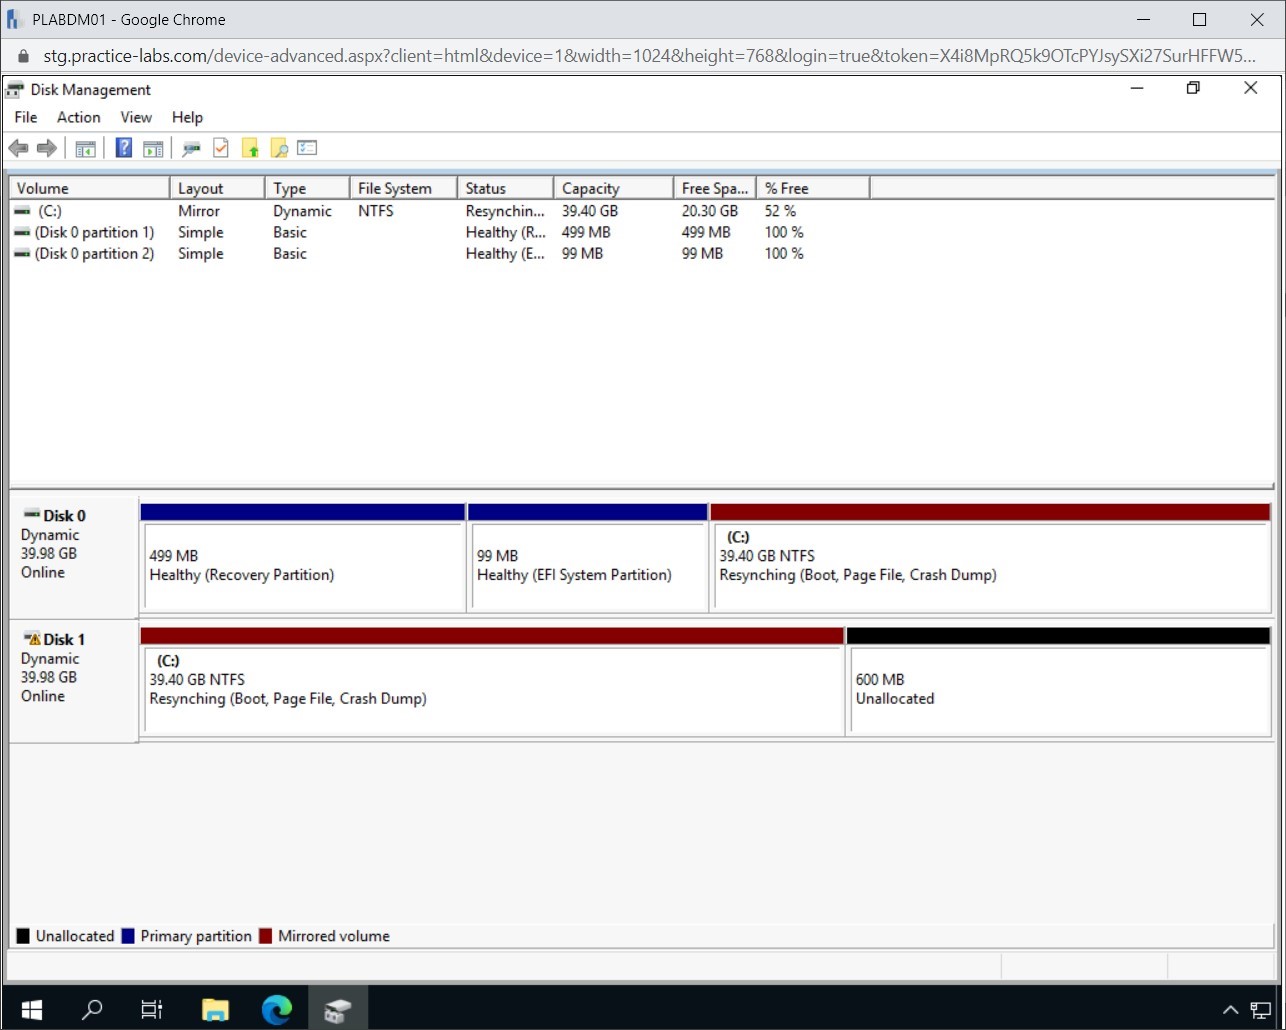 PLABDM01 - Google Chrome
stg.practice-labs.com/device-advanced.aspx?client=html&device=1&width=1024&height=768&login=true&token=X4i8MpRQ5k9OTcPYJsySXi27SurHFFW5...
Disk Management
File Action View Help
Volume Layout Type File System Status Capacity Free Spa... % Free
(C:) Mirror Dynamic NTFS Resynchin... 39.40 GB 20.30 GB 52 %
(Disk 0 partition 1) Simple Basic Healthy (R... 499 MB 499 MB 100 %
(Disk 0 partition 2) Simple Basic Healthy (E... 99 MB 99 MB 100 %
Disk 0
Dynamic
39.98 GB
Online
499 MB
Healthy (Recovery Partition)
99 MB
Healthy (EFI System Partition)
(C:)
39.40 GB NTFS
Resynching (Boot, Page File, Crash Dump)
Disk 1
Dynamic
39.98 GB
Online
(C:)
39.40 GB NTFS
Resynching (Boot, Page File, Crash Dump)
600 MB
Unallocated
Unallocated Primary partition Mirrored volume